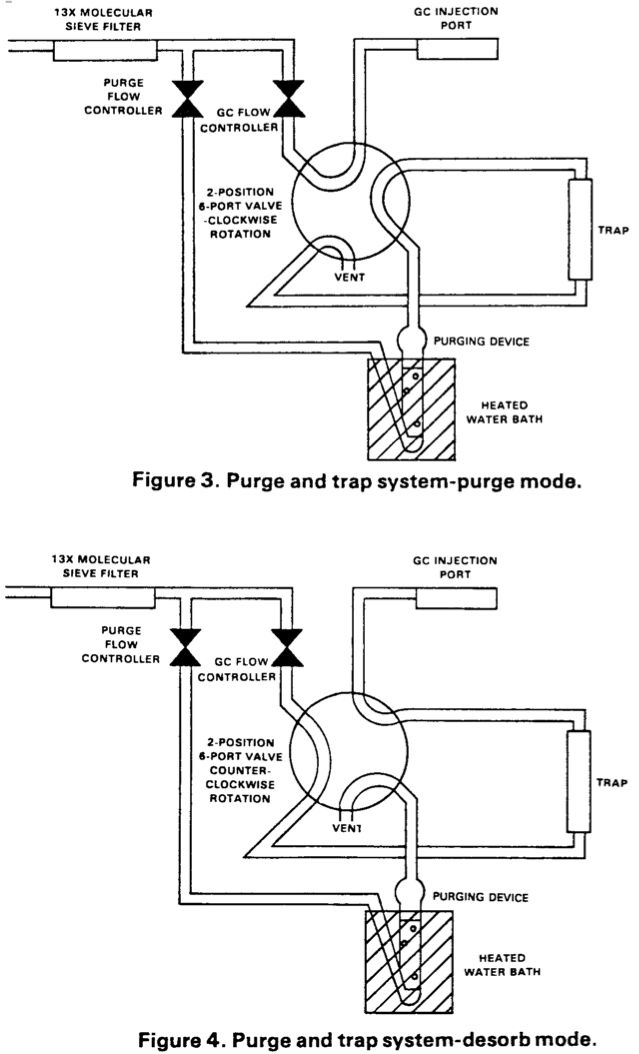 13X MOLECULAR
SIEVE FILTER
GC INJECTION
PORT
PURGE
FLOW
CONTROLLER
GC FLOW
CONTROLLER
2-POSITION
6-PORT VALVE
-CLOCKWISE
ROTATION
TRAP
VENT
PURGING DEVICE
HEATED
WATER BATH
Figure 3. Purge and trap system-purge mode.
13X MOLECULAR
SIEVE FILTER
GC INJECTION
PORT
PURGE
FLOW
CONTROLLER
GC FLOW
CONTROLLER
2-POSITION
6-PORT VALVE
COUNTER-
CLOCKWISE
ROTATION
TRAP
VENT
PURGING DEVICE
HEATED
WATER BATH
Figure 4. Purge and trap system-desorb mode.